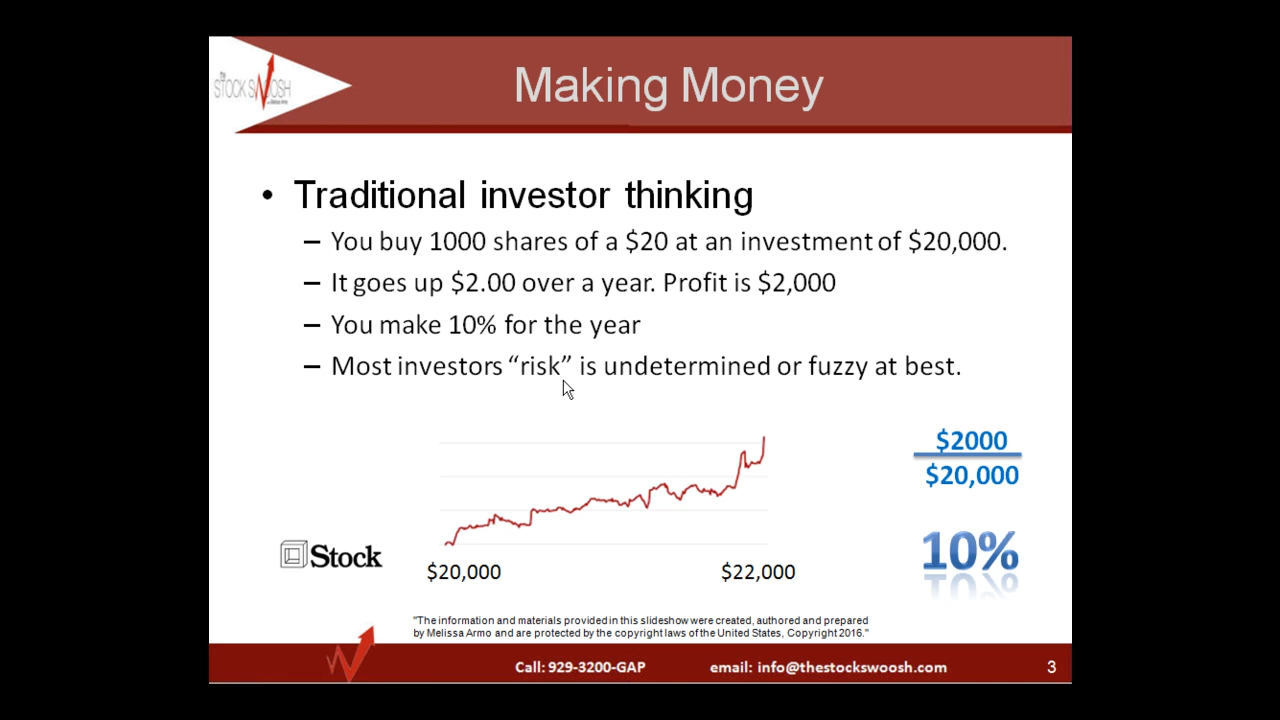 the
STOCK SWOOSH
Making Money
• Traditional investor thinking
– You buy 1000 shares of a $20 at an investment of $20,000.
– It goes up $2.00 over a year. Profit is $2,000
– You make 10% for the year
– Most investors “risk” is undetermined or fuzzy at best.
$2000
$20,000
10%
Stock
$20,000
$22,000
"The information and materials provided in this slideshow were created, authored and prepared
by Melissa Armo and are protected by the copyright laws of the United States, Copyright 2016."
Call: 929-3200-GAP
email: info@thestockswoosh.com
3